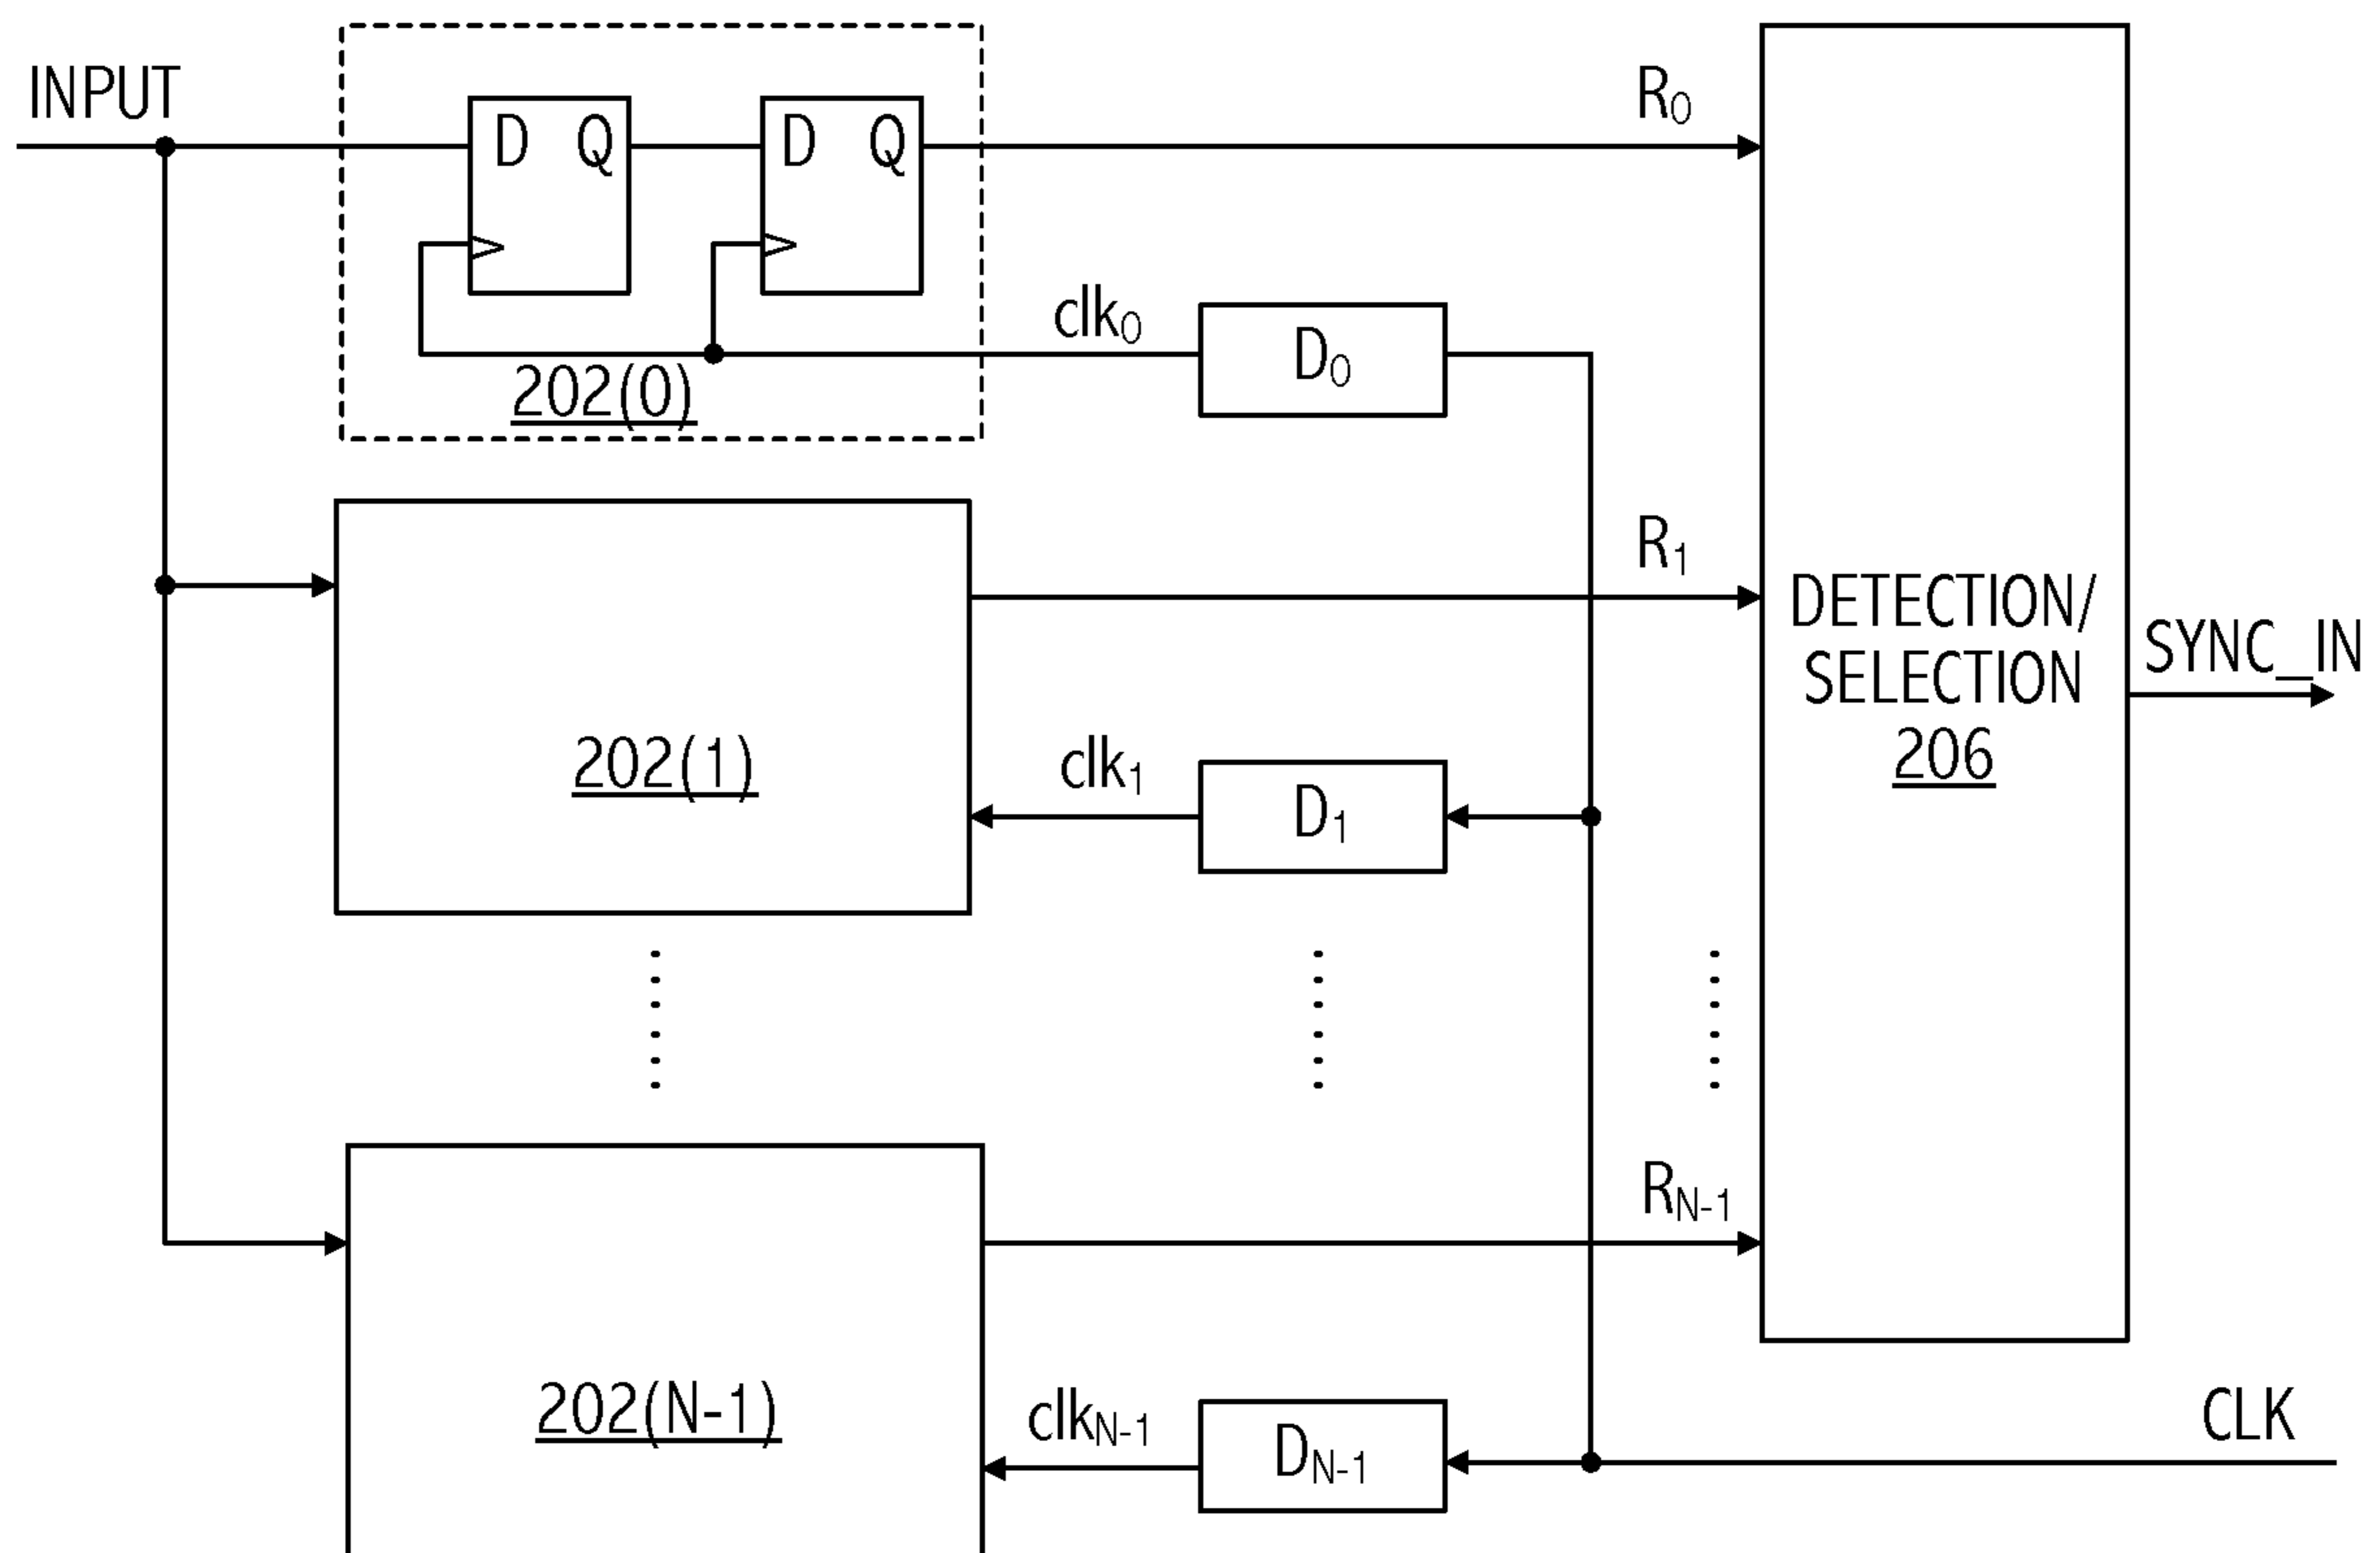 INPUT
D Q
D Q
R0
clk0
D0
202(0)
R1
DETECTION/
SELECTION
206
SYNC_IN
202(1)
clk1
D1
RN-1
202(N-1)
clkN-1
DN-1
CLK